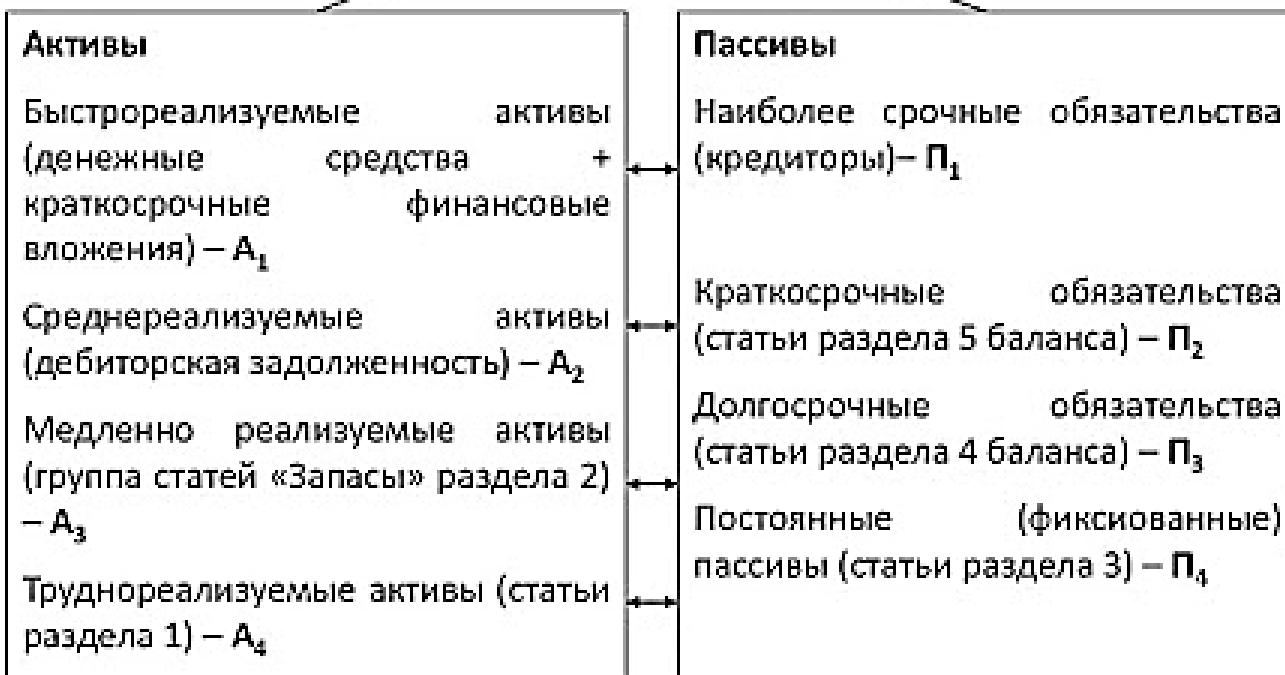 Активы
Быстрореализуемые активы
(денежные средства +
краткосрочные финансовые
вложения) – А₁
Среднереализуемые активы
(дебиторская задолженность) – А₂
Медленно реализуемые активы
(группа статей «Запасы» раздела 2)
– А₃
Труднореализуемые активы (статьи
раздела 1) – А₄
Пассивы
Наиболее срочные обязательства
(кредиторы)– П₁
Краткосрочные обязательства
(статьи раздела 5 баланса) – П₂
Долгосрочные обязательства
(статьи раздела 4 баланса) – П₃
Постоянные (фиксиованные)
пассивы (статьи раздела 3) – П₄